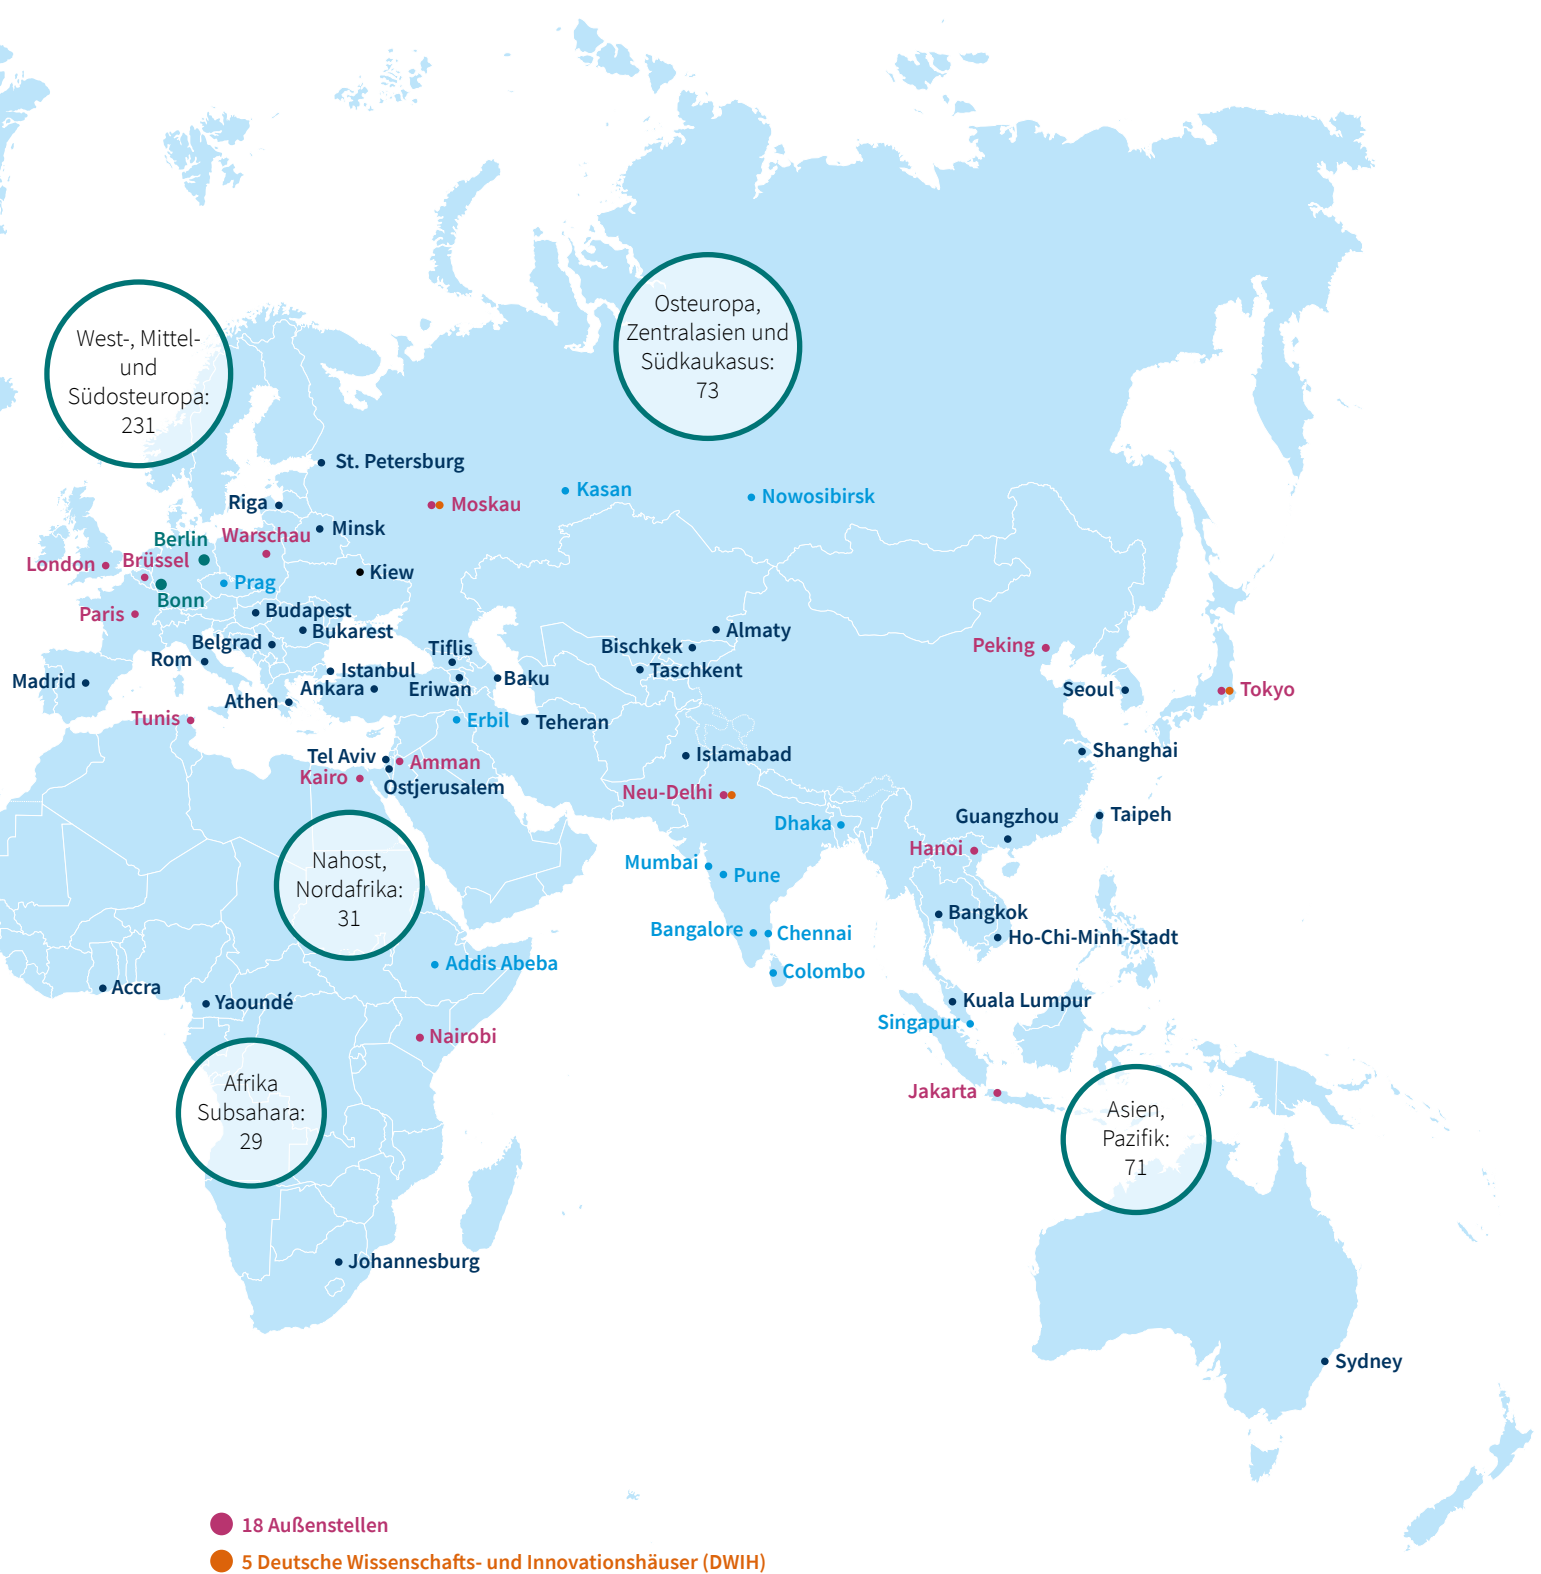 Osteuropa,
Zentralasien und
Südkaukasus:
73
West-, Mittel-
und
Südosteuropa:
231
St. Petersburg
Kasan
Nowosibirsk
Riga
Moskau
Minsk
Warschau
Berlin
London
Brüssel
Kiew
Prag
Bonn
Paris
Budapest
Bukarest
Belgrad
Rom
Tiflis
Almaty
Bischkek
Taschkent
Peking
Madrid
Istanbul
Ankara
Eriwan
Baku
Seoul
Tokyo
Athen
Tunis
Erbil
Teheran
Tel Aviv
Amman
Kairo
Ostjerusalem
Islamabad
Shanghai
Neu-Delhi
Dhaka
Guangzhou
Taipeh
Hanoi
Nahost,
Nordafrika:
31
Mumbai
Pune
Bangkok
Bangalore
Chennai
Ho-Chi-Minh-Stadt
Addis Abeba
Colombo
Accra
Yaoundé
Kuala Lumpur
Singapur
Nairobi
Afrika
Subsahara:
29
Jakarta
Asien,
Pazifik:
71
Johannesburg
Sydney
18 Außenstellen
5 Deutsche Wissenschafts- und Innovationshäuser (DWIH)